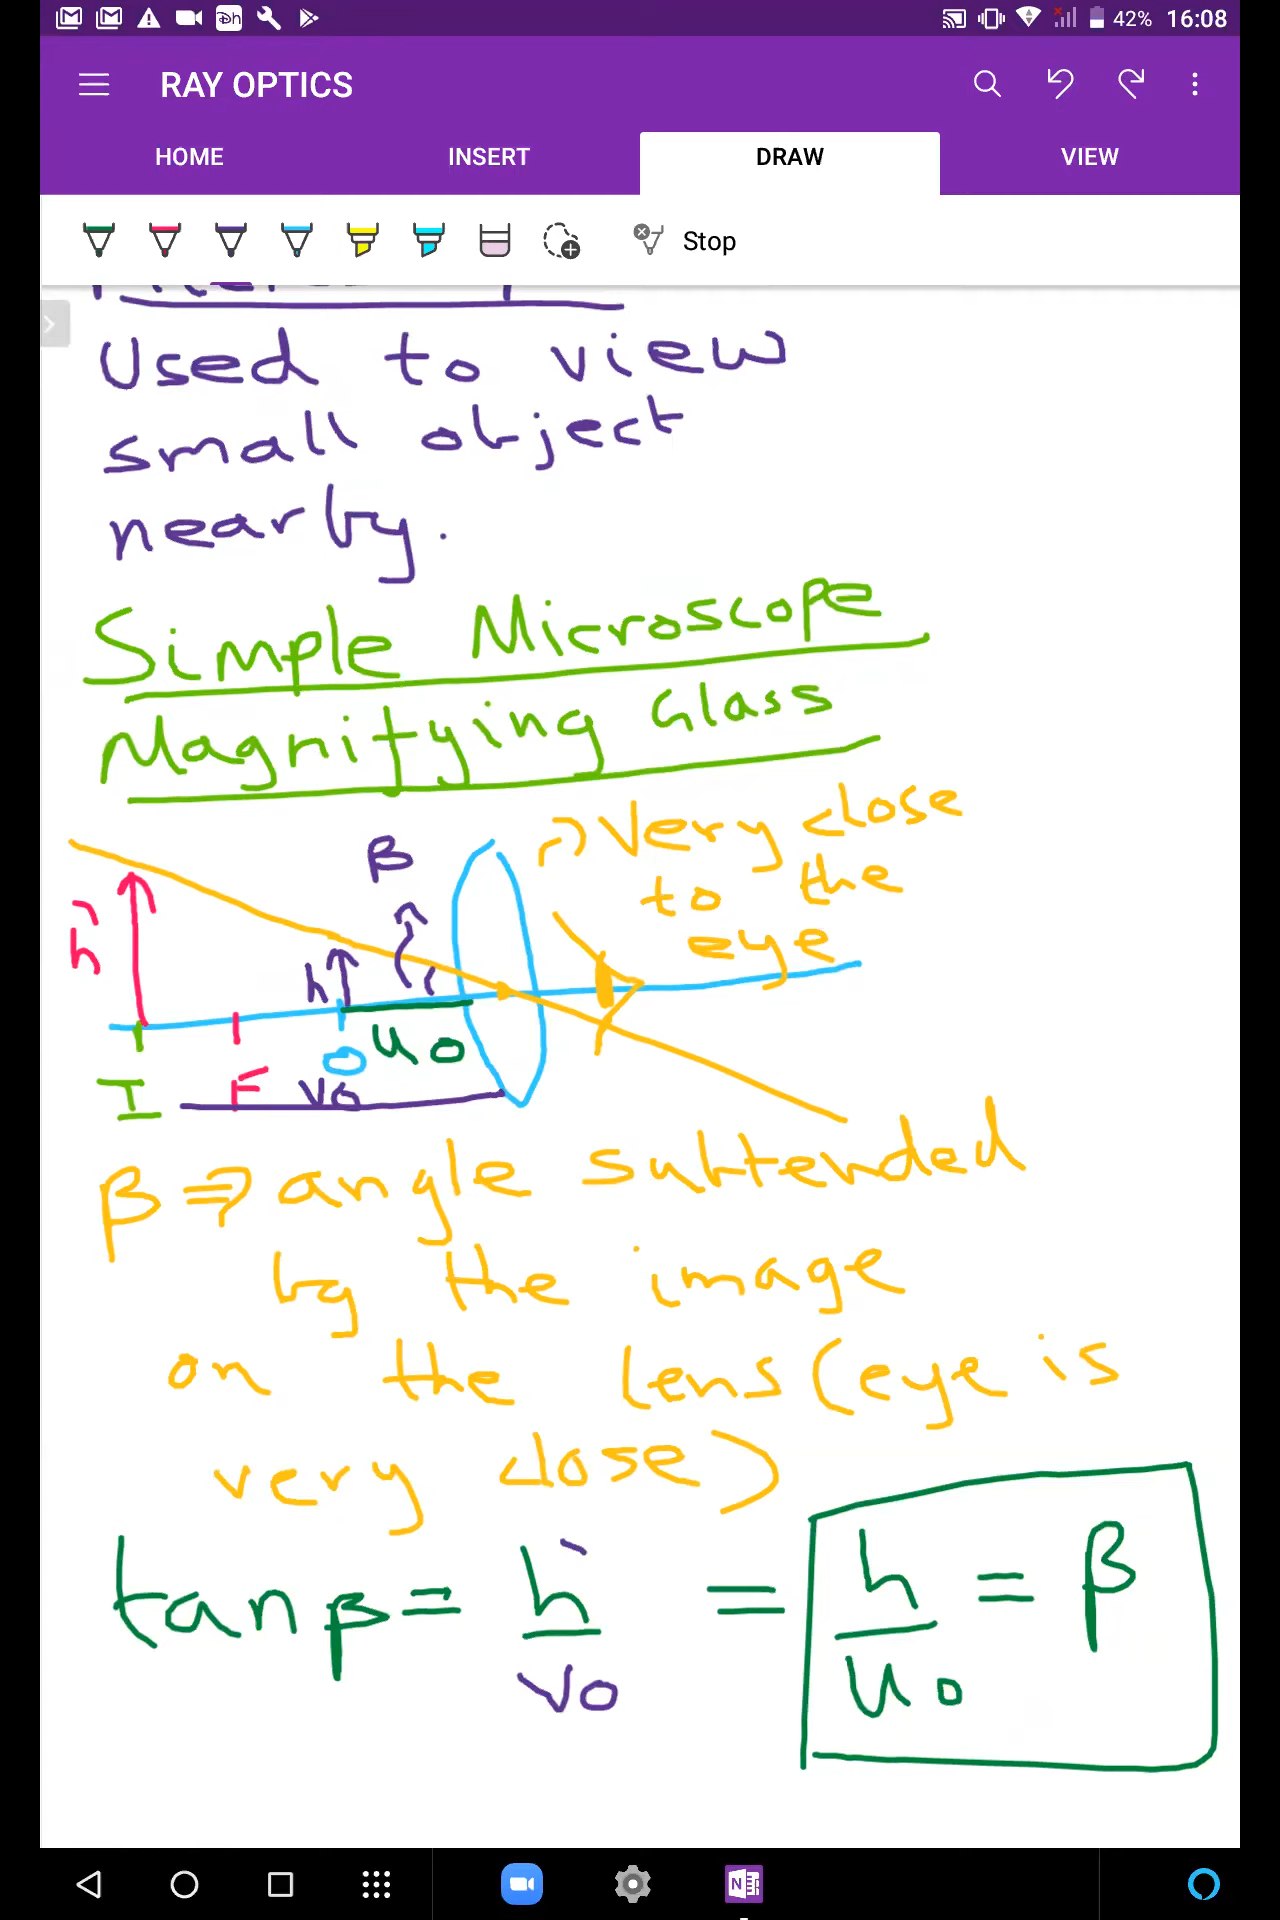 42% 16:08
RAY OPTICS
HOME INSERT DRAW VIEW
Stop
Used to view
small object
nearby.
Simple Microscope
Magnifying Glass
Very close
to the
eye
β
h'
h
u o
O
I F vo
β ⇒ angle subtended
by the image
on the lens (eye is
very close)
tan β = h'/vo = h/uo = β